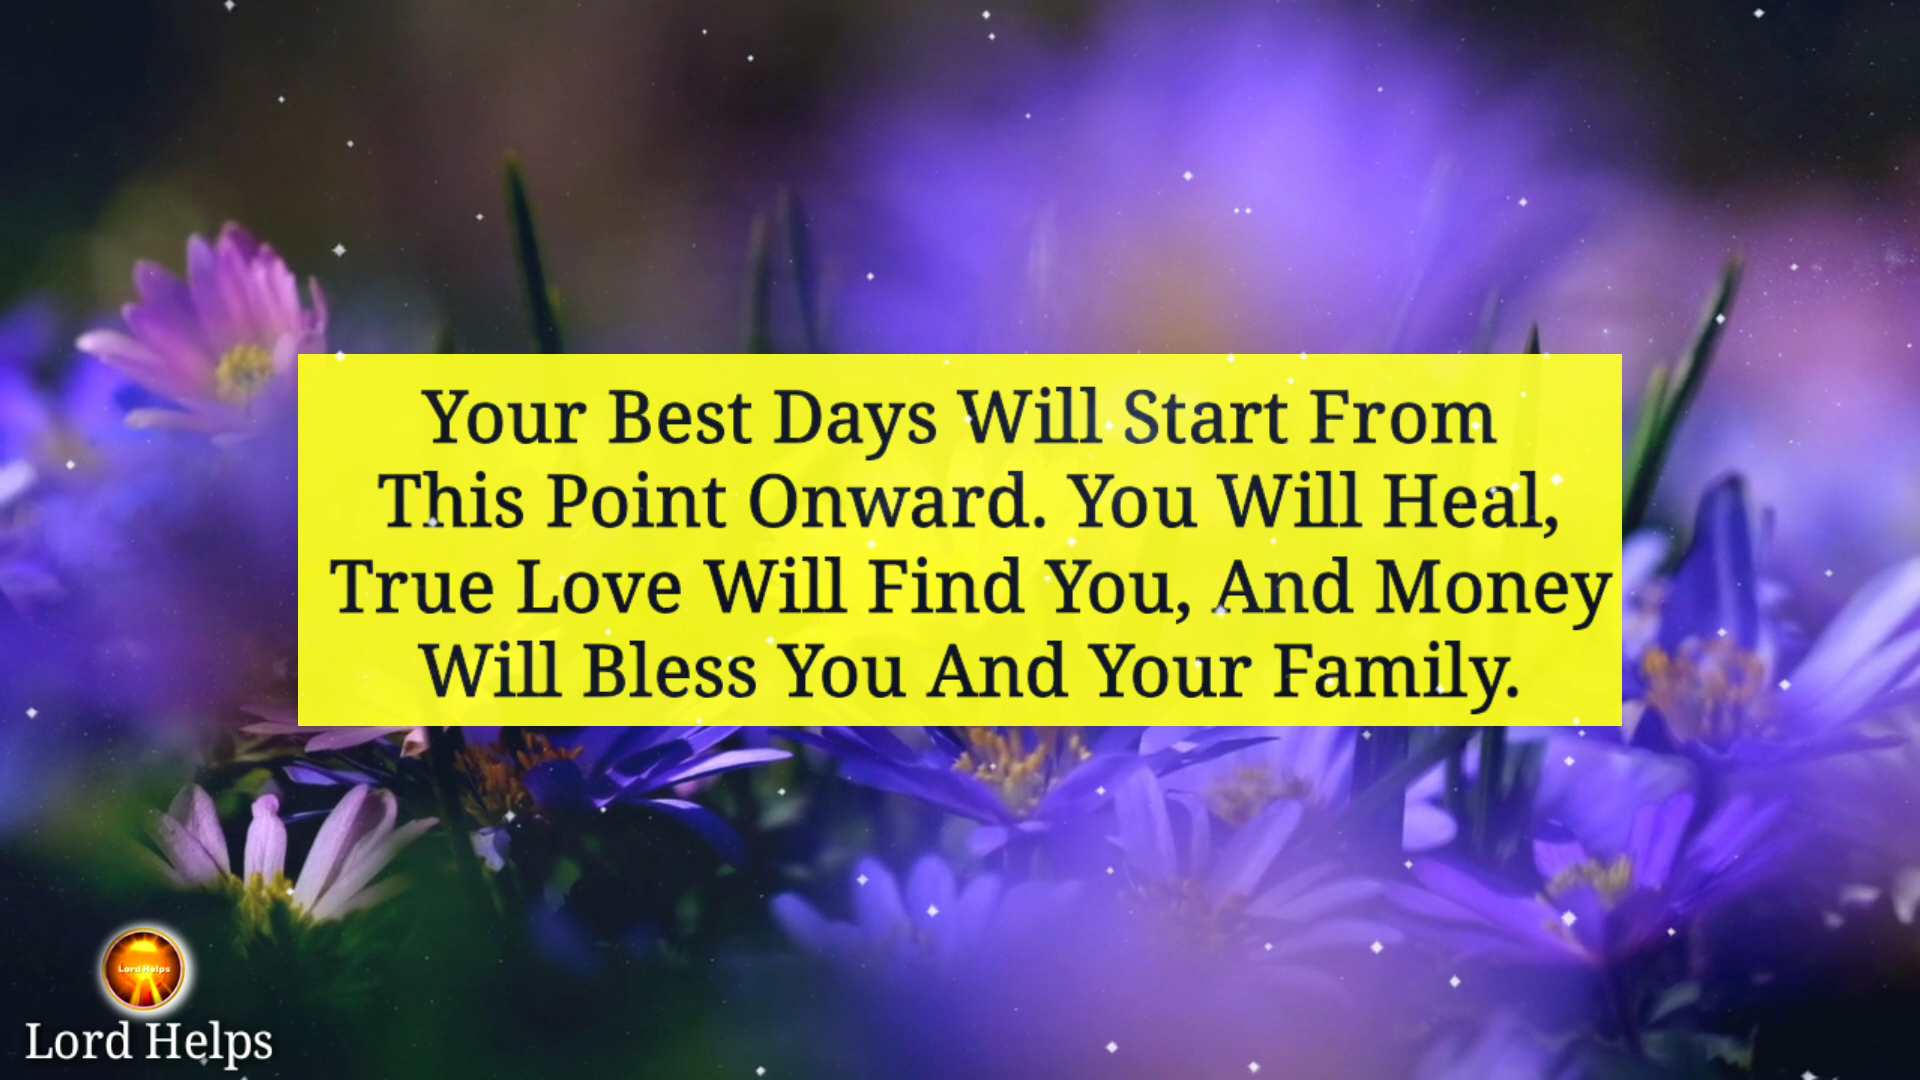 Your Best Days Will Start From
This Point Onward. You Will Heal,
True Love Will Find You, And Money
Will Bless You And Your Family.
Lord Helps
Lord Helps